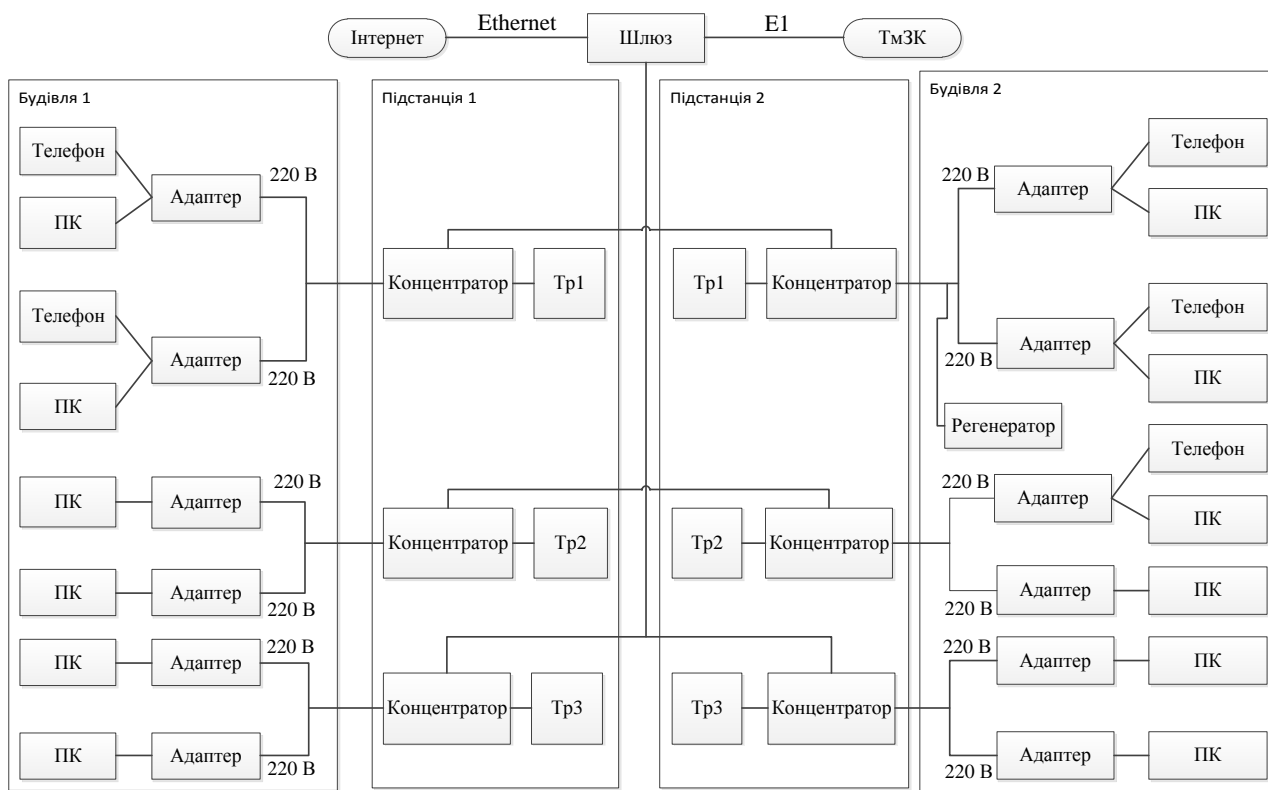 Інтернет
Ethernet
Шлюз
E1
ТмЗК
Будівля 1
Телефон
ПК
Адаптер
220 В
Телефон
ПК
Адаптер
220 В
ПК
Адаптер
220 В
ПК
Адаптер
220 В
ПК
Адаптер
220 В
ПК
Адаптер
220 В
Підстанція 1
Концентратор
Тр1
Концентратор
Тр2
Концентратор
Тр3
Підстанція 2
Тр1
Концентратор
Тр2
Концентратор
Тр3
Концентратор
Будівля 2
220 В
Адаптер
Телефон
ПК
220 В
Адаптер
Телефон
ПК
Регенератор
220 В
Адаптер
Телефон
ПК
220 В
Адаптер
ПК
220 В
Адаптер
ПК
220 В
Адаптер
ПК